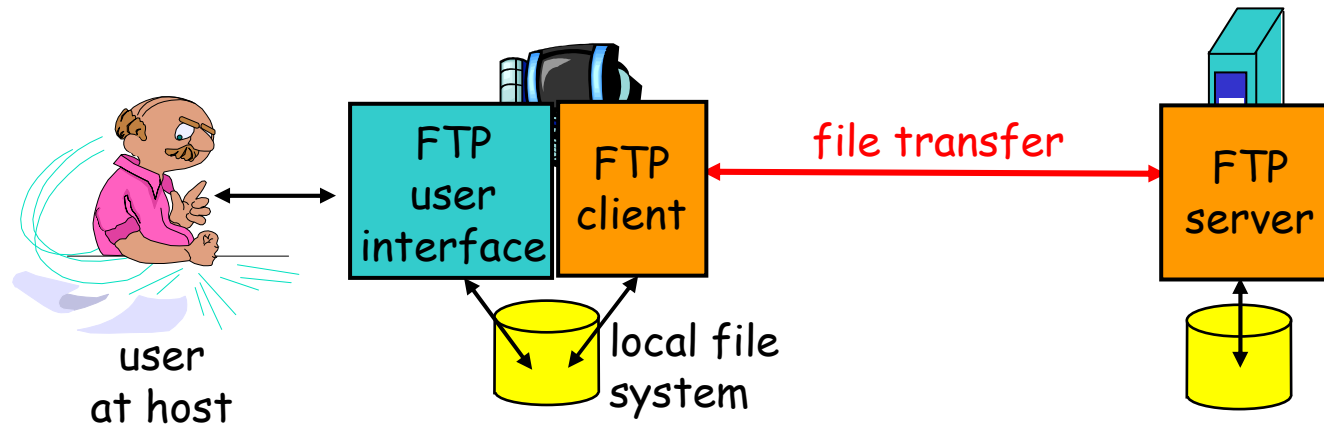 user
at host
FTP
user
interface
FTP
client
local file
system
file transfer
FTP
server